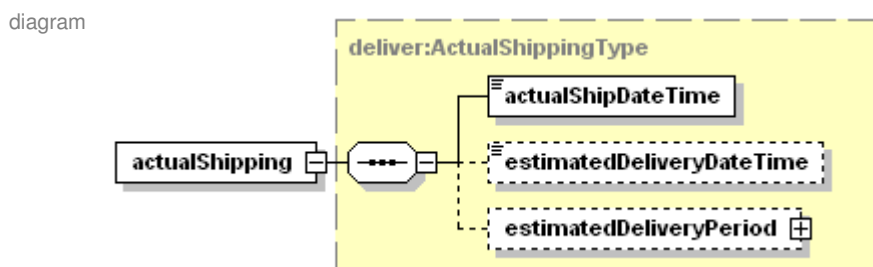 diagram
deliver:ActualShippingType
actualShipDateTime
actualShipping
estimatedDeliveryDateTime
estimatedDeliveryPeriod